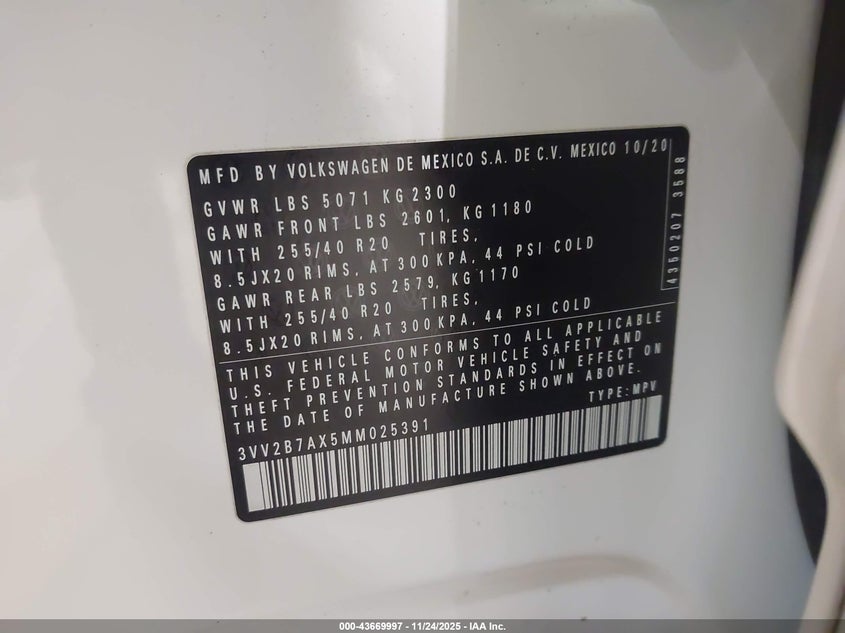 MFD BY VOLKSWAGEN DE MEXICO S.A. DE C.V. MEXICO 10/20
GVWR LBS 5071 KG 2300
GAWR FRONT LBS 2601, KG 1180
WITH 255/40 R20 TIRES,
8.5JX20 RIMS, AT 300 KPA, 44 PSI COLD
GAWR REAR LBS 2579, KG 1170
WITH 255/40 R20 TIRES,
8.5JX20 RIMS, AT 300 KPA, 44 PSI COLD
THIS VEHICLE CONFORMS TO ALL APPLICABLE
U.S. FEDERAL MOTOR VEHICLE SAFETY AND
THEFT PREVENTION STANDARDS IN EFFECT ON
THE DATE OF MANUFACTURE SHOWN ABOVE.
TYPE: MPV
3VV2B7AX5MM025391
4350207 3588
000-43669997 - 11/24/2025 - IAA Inc.